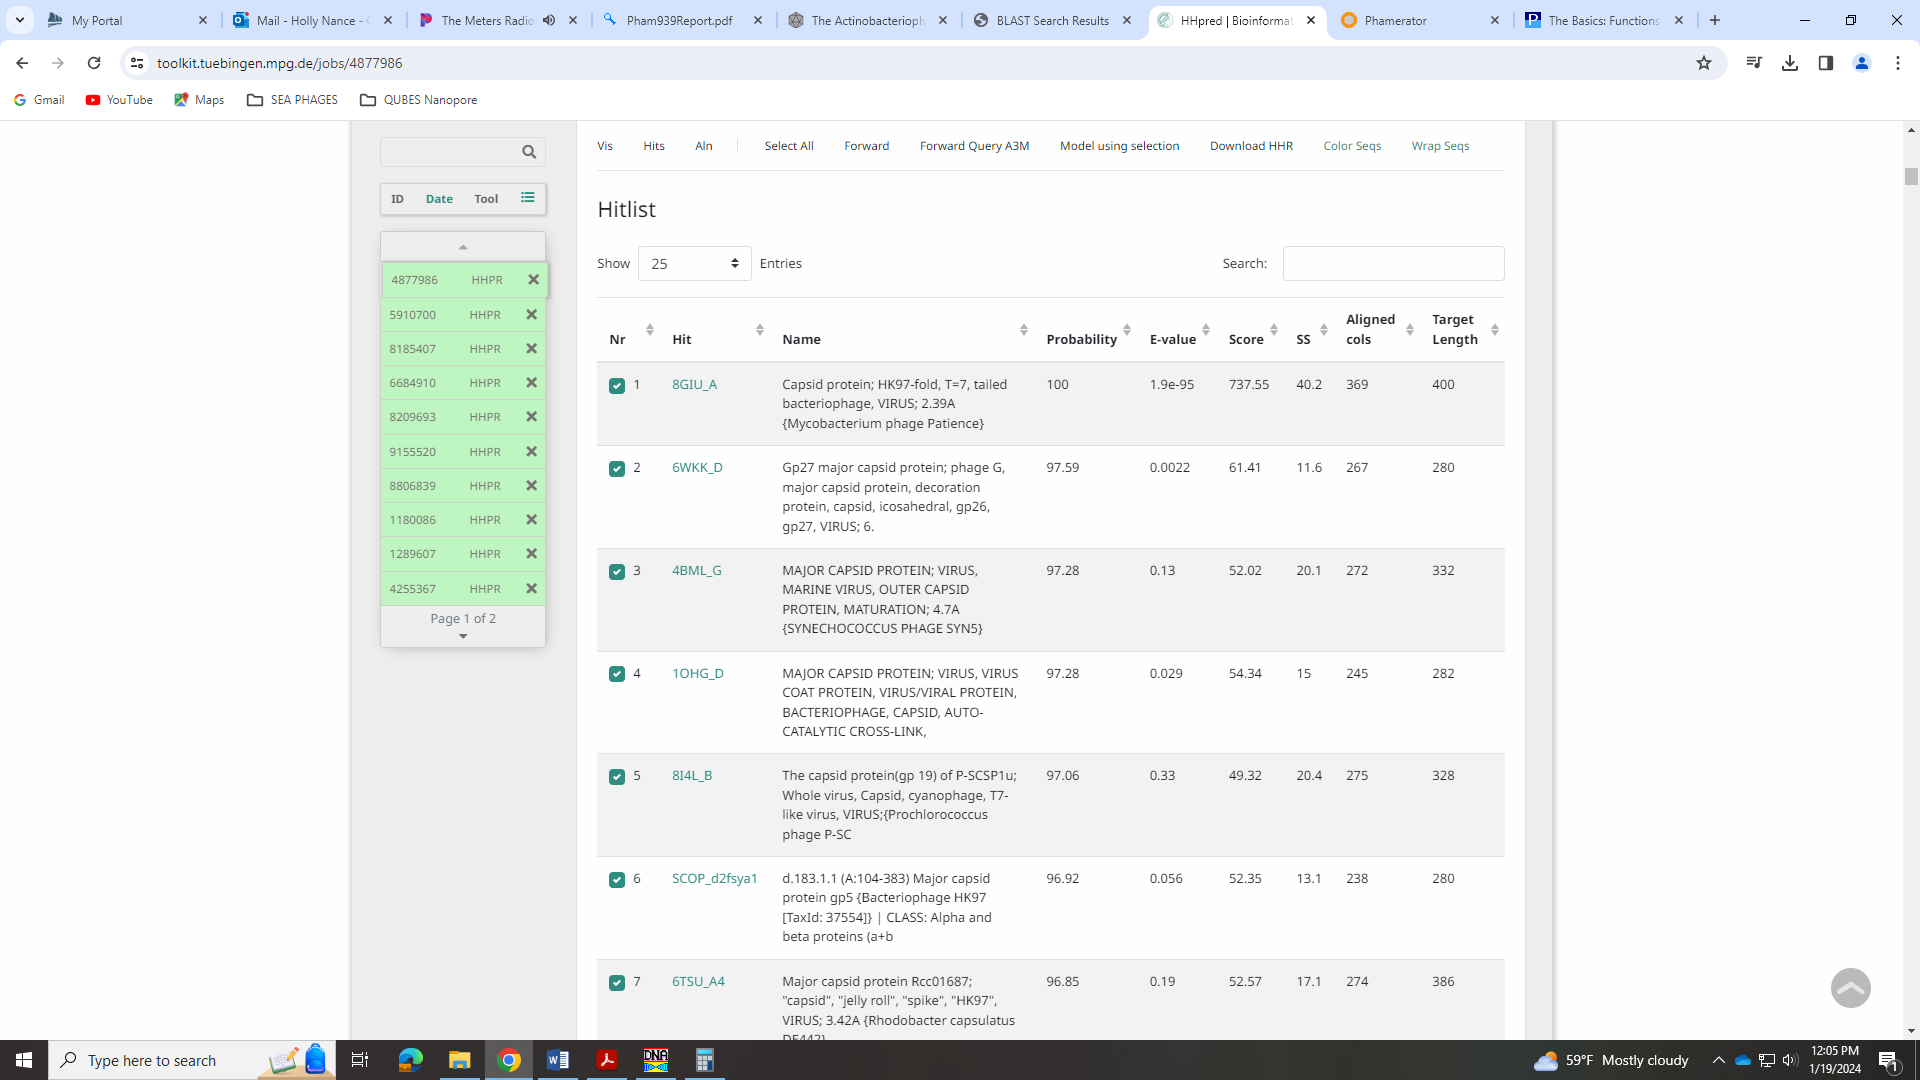 My Portal
Mail - Holly Nance -
The Meters Radio
Pham939Report.pdf
The Actinobacterioph
BLAST Search Results
HHpred | Bioinformat
Phamerator
The Basics: Functions
toolkit.tuebingen.mpg.de/jobs/4877986
Gmail
YouTube
Maps
SEA PHAGES
QUBES Nanopore
Vis Hits Aln Select All Forward Forward Query A3M Model using selection Download HHR Color Seqs Wrap Seqs
ID Date Tool
4877986 HHPR
5910700 HHPR
8185407 HHPR
6684910 HHPR
8209693 HHPR
9155520 HHPR
8806839 HHPR
1180086 HHPR
1289607 HHPR
4255367 HHPR
Page 1 of 2
Hitlist
Show 25 Entries Search:
Nr Hit Name Probability E-value Score SS Aligned cols Target Length
1 8GIU_A Capsid protein; HK97-fold, T=7, tailed 100 1.9e-95 737.55 40.2 369 400
bacteriophage, VIRUS; 2.39A
{Mycobacterium phage Patience}
2 6WKK_D Gp27 major capsid protein; phage G, 97.59 0.0022 61.41 11.6 267 280
major capsid protein, decoration
protein, capsid, icosahedral, gp26,
gp27, VIRUS; 6.
3 4BML_G MAJOR CAPSID PROTEIN; VIRUS, 97.28 0.13 52.02 20.1 272 332
MARINE VIRUS, OUTER CAPSID
PROTEIN, MATURATION; 4.7A
{SYNECHOCOCCUS PHAGE SYN5}
4 1OHG_D MAJOR CAPSID PROTEIN; VIRUS, VIRUS 97.28 0.029 54.34 15 245 282
COAT PROTEIN, VIRUS/VIRAL PROTEIN,
BACTERIOPHAGE, CAPSID, AUTO-
CATALYTIC CROSS-LINK,
5 8I4L_B The capsid protein(gp 19) of P-SCSP1u; 97.06 0.33 49.32 20.4 275 328
Whole virus, Capsid, cyanophage, T7-
like virus, VIRUS;{Prochlorococcus
phage P-SC
6 SCOP_d2fsya1 d.183.1.1 (A:104-383) Major capsid 96.92 0.056 52.35 13.1 238 280
protein gp5 {Bacteriophage HK97
[TaxId: 37554]} | CLASS: Alpha and
beta proteins (a+b
7 6TSU_A4 Major capsid protein Rcc01687; 96.85 0.19 52.57 17.1 274 386
"capsid", "jelly roll", "spike", "HK97",
VIRUS; 3.42A {Rhodobacter capsulatus
Type here to search
DNA
59°F Mostly cloudy
12:05 PM
1/19/2024
1